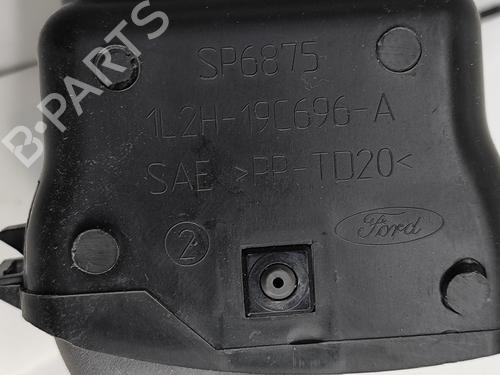 B-PARTS
SP6875
1L2H-19C696-A
SAE >PP-TD20<
2
Ford